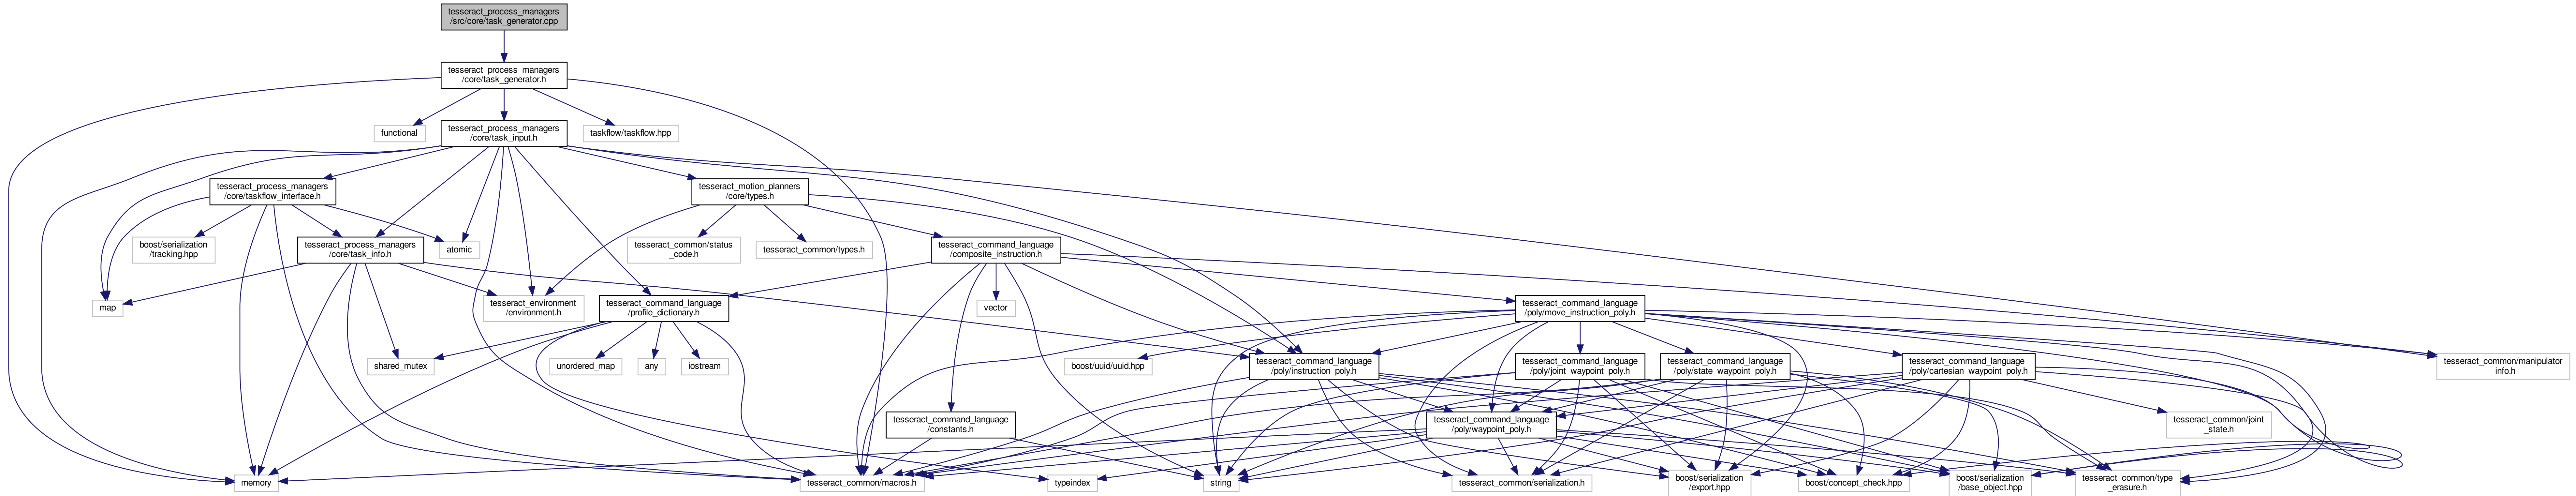 tesseract_process_managers
/src/core/task_generator.cpp
tesseract_process_managers
/core/task_generator.h
functional
tesseract_process_managers
/core/task_input.h
taskflow/taskflow.hpp
tesseract_process_managers
/core/taskflow_interface.h
tesseract_motion_planners
/core/types.h
boost/serialization
/tracking.hpp
tesseract_process_managers
/core/task_info.h
atomic
tesseract_common/status
_code.h
tesseract_common/types.h
tesseract_command_language
/composite_instruction.h
map
tesseract_environment
/environment.h
tesseract_command_language
/profile_dictionary.h
vector
tesseract_command_language
/poly/move_instruction_poly.h
shared_mutex
unordered_map
any
iostream
boost/uuid/uuid.hpp
tesseract_command_language
/poly/instruction_poly.h
tesseract_command_language
/poly/joint_waypoint_poly.h
tesseract_command_language
/poly/state_waypoint_poly.h
tesseract_command_language
/poly/cartesian_waypoint_poly.h
tesseract_common/manipulator
_info.h
tesseract_command_language
/constants.h
tesseract_command_language
/poly/waypoint_poly.h
tesseract_common/joint
_state.h
memory
tesseract_common/macros.h
typeindex
string
tesseract_common/serialization.h
boost/serialization
/export.hpp
boost/concept_check.hpp
boost/serialization
/base_object.hpp
tesseract_common/type
_erasure.h